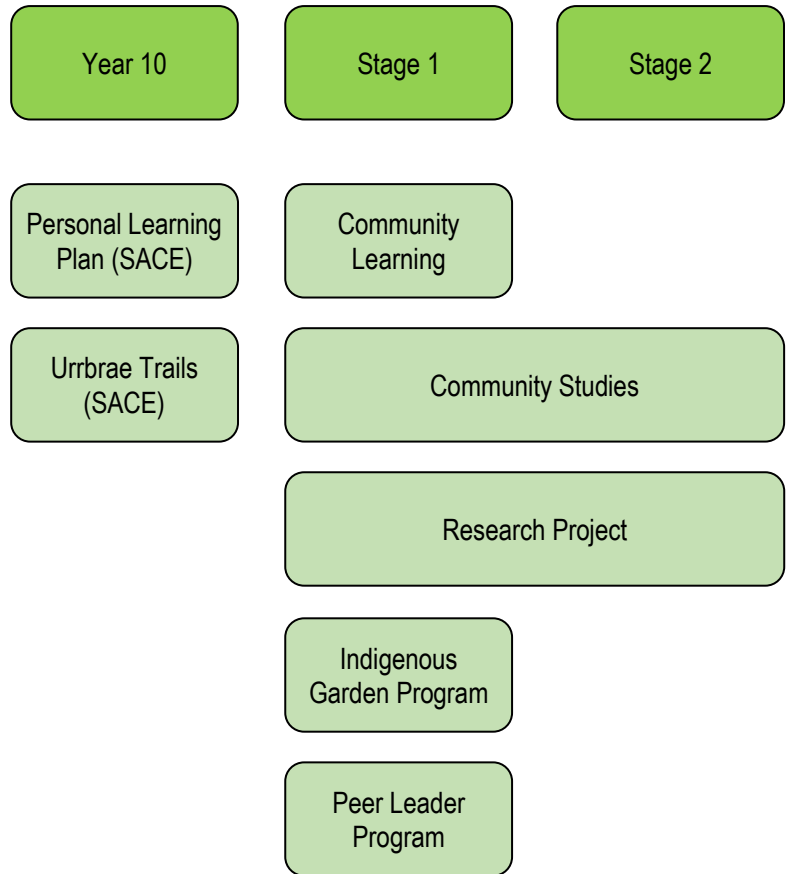 Year 10
Stage 1
Stage 2
Personal Learning
Plan (SACE)
Community
Learning
Urrbrae Trails
(SACE)
Community Studies
Research Project
Indigenous
Garden Program
Peer Leader
Program